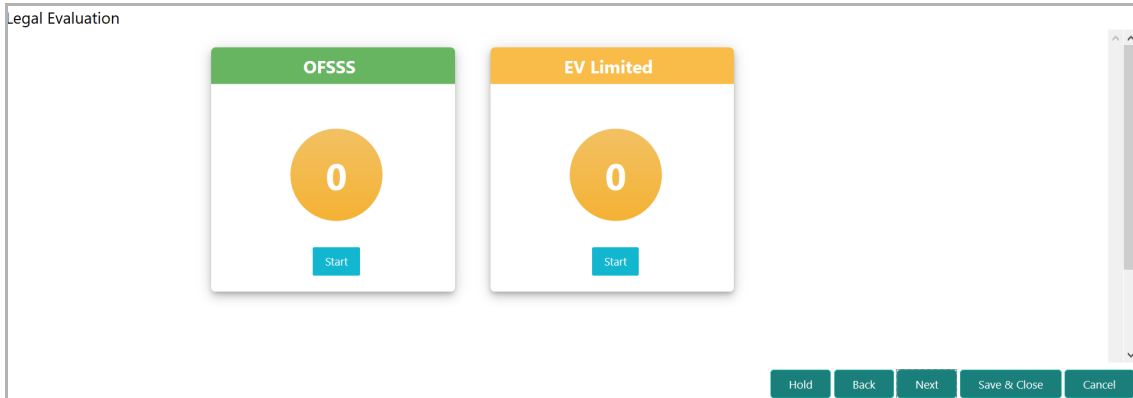 Legal Evaluation
OFSSS
EV Limited
0
0
Start
Start
Hold
Back
Next
Save & Close
Cancel